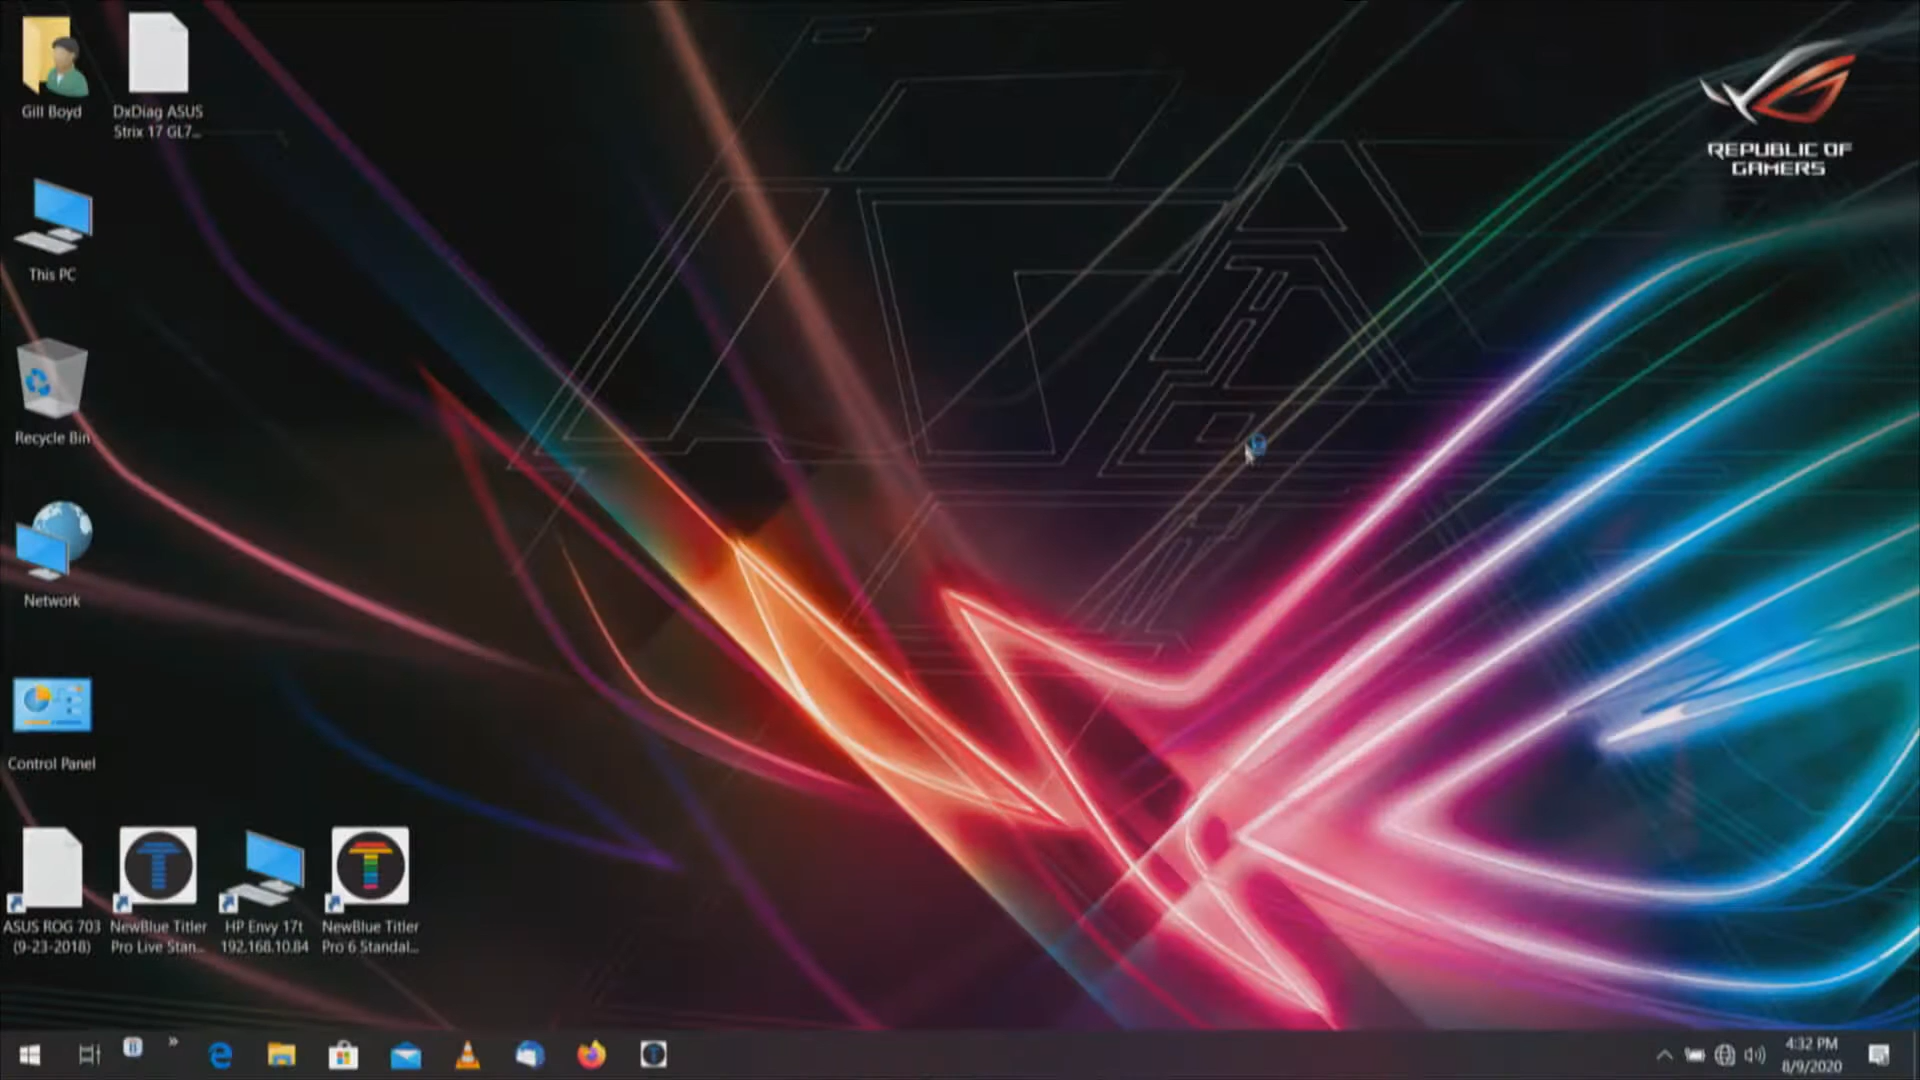 Gill Boyd
DxDiag ASUS
Strix 17 GL7...
REPUBLIC OF
GAMERS
This PC
Recycle Bin
Network
Control Panel
ASUS ROG 703
(9-23-2018)
NewBlue Titler
Pro Live Stan...
HP Envy 17t
192.168.10.84
NewBlue Titler
Pro 6 Standal...
4:32 PM
8/9/2020